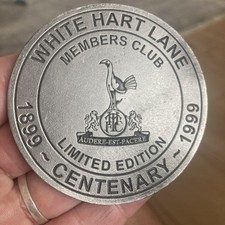 WHITE HART LANE
MEMBERS CLUB
AUDERE·EST·FACERE
LIMITED EDITION
1899 ~ CENTENARY ~ 1999